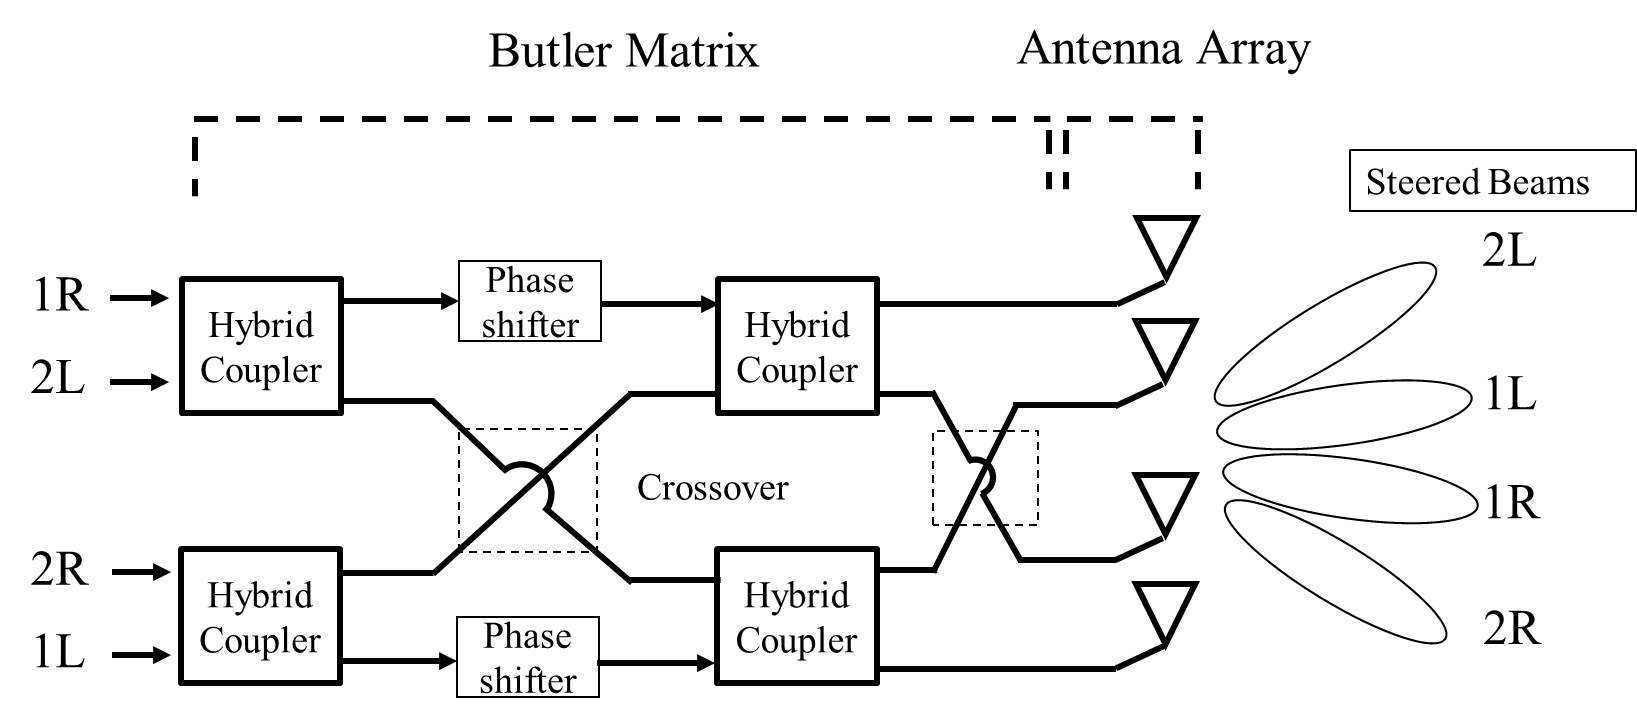 Butler Matrix
Antenna Array
Steered Beams
2L
1L
1R
2R
1R
2L
2R
1L
Hybrid
Coupler
Phase
shifter
Hybrid
Coupler
Crossover
Hybrid
Coupler
Phase
shifter
Hybrid
Coupler